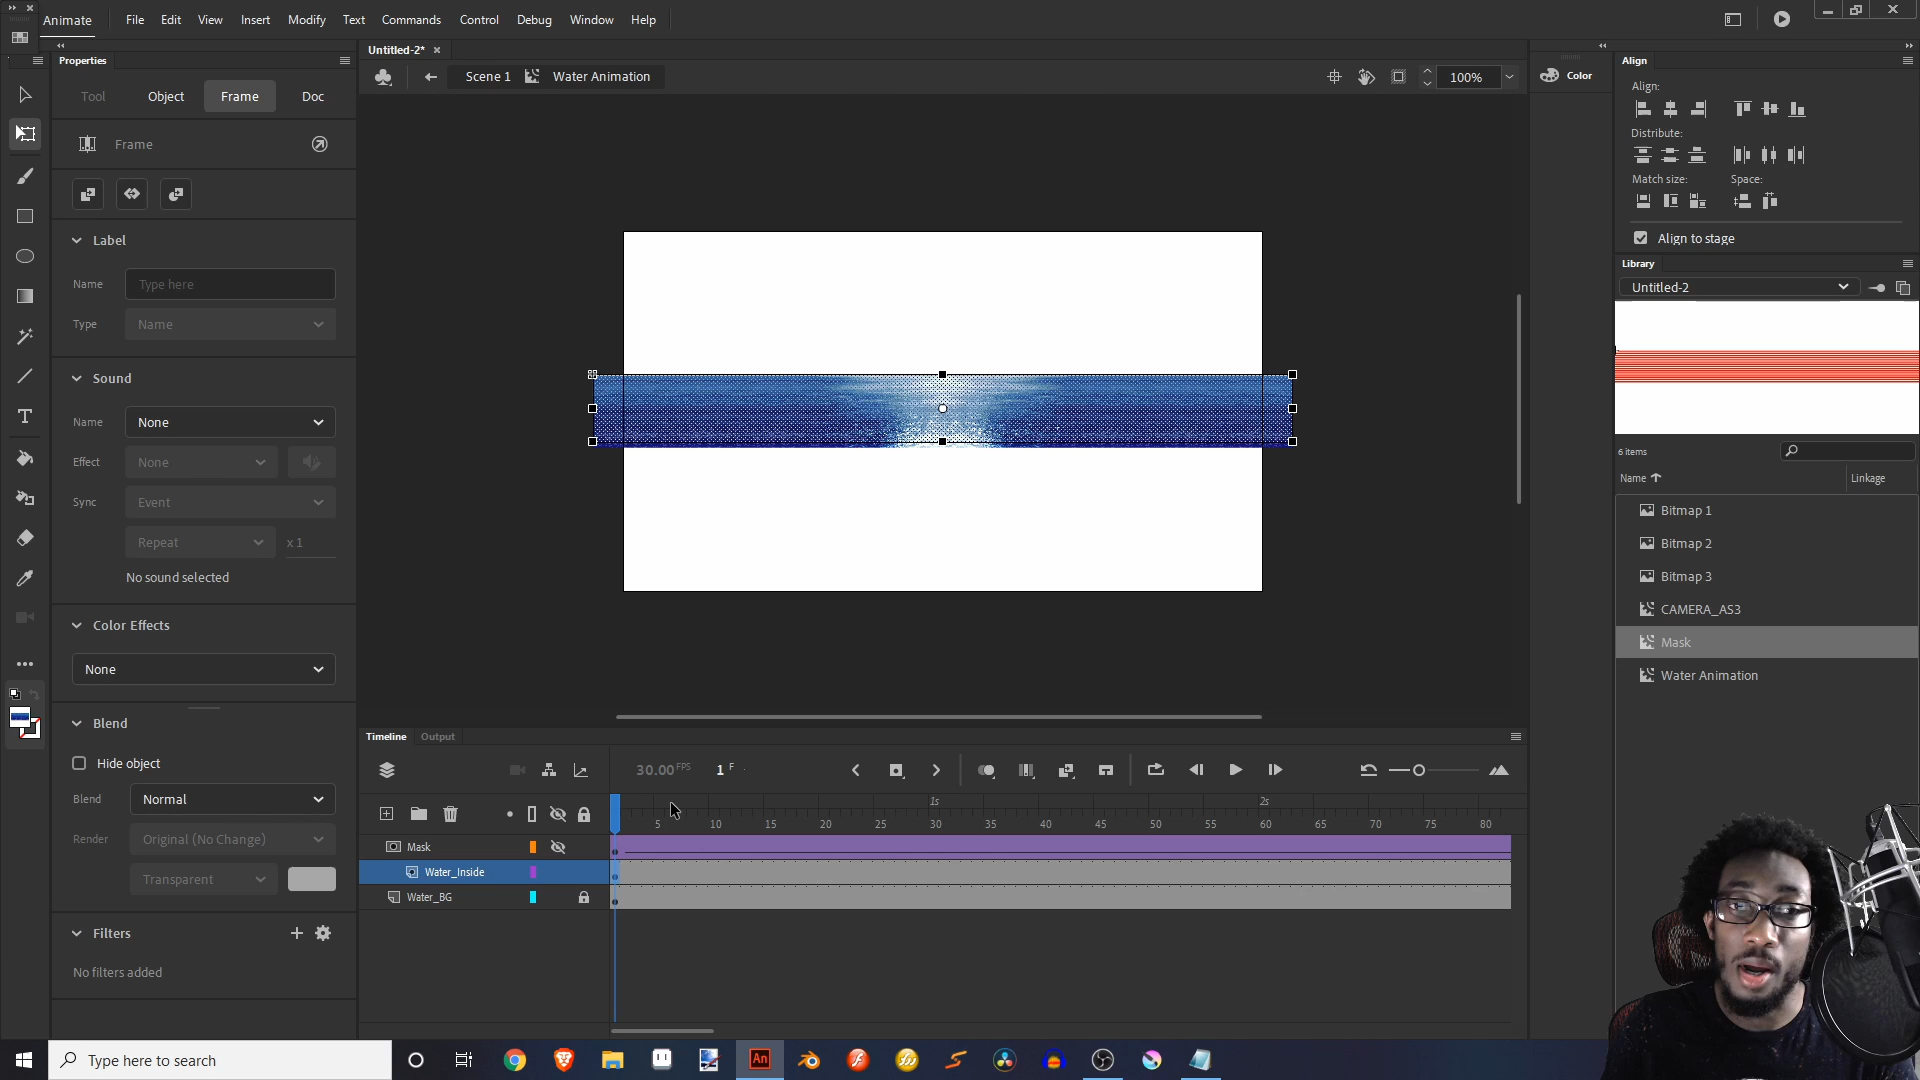 Animate File Edit View Insert Modify Text Commands Control Debug Window Help
Untitled-2*
Properties
Scene 1 Water Animation 100%
Tool Object Frame Doc
Frame
Label
Name Type here
Type Name
Sound
Name None
Effect None
Sync Event
Repeat x 1
No sound selected
Color Effects
None
Blend
Hide object
Blend Normal
Render Original (No Change)
Transparent
Filters
No filters added
Timeline Output
30.00 FPS 1 F
1s 2s
5 10 15 20 25 30 35 40 45 50 55 60 65 70 75 80
Mask
Water_Inside
Water_BG
Color
Align
Align:
Distribute:
Match size: Space:
Align to stage
Library
Untitled-2
6 items
Name Linkage
Bitmap 1
Bitmap 2
Bitmap 3
CAMERA_AS3
Mask
Water Animation
Type here to search
An